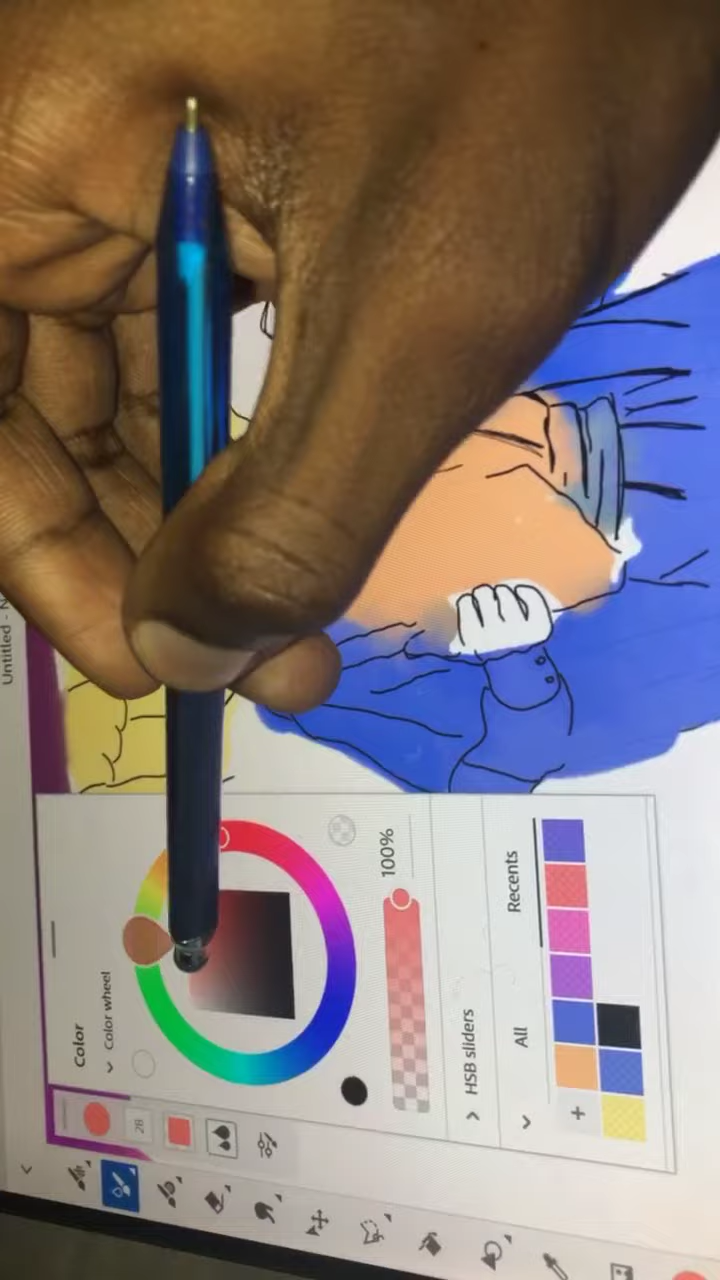 Untitled - N
Color
Color wheel
100%
HSB sliders
All
Recents
28